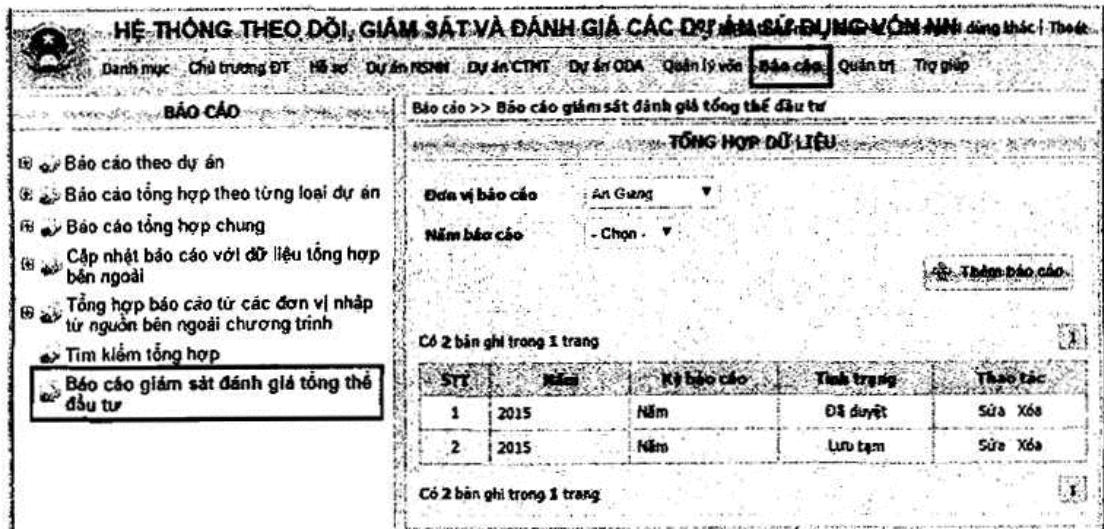 HỆ THỐNG THEO DÕI, GIÁM SÁT VÀ ĐÁNH GIÁ CÁC DỰ ÁN SỬ DỤNG VỐN NN dùng khác | Thoát
Danh mục Chủ trương ĐT Hồ sơ Dự án NSNN Dự án CTMT Dự án ODA Quản lý vốn Báo cáo Quản trị Trợ giúp
BÁO CÁO
Báo cáo theo dự án
Báo cáo tổng hợp theo từng loại dự án
Báo cáo tổng hợp chung
Cập nhật báo cáo với dữ liệu tổng hợp
bên ngoài
Tổng hợp báo cáo từ các đơn vị nhập
từ nguồn bên ngoài chương trình
Tìm kiếm tổng hợp
Báo cáo giám sát đánh giá tổng thể
đầu tư
Báo cáo >> Báo cáo giám sát đánh giá tổng thể đầu tư
TỔNG HỢP DỮ LIỆU
Đơn vị báo cáo An Giang
Năm báo cáo - Chọn -
Thêm báo cáo
Có 2 bản ghi trong 1 trang 1
STT Năm Kỳ báo cáo Tình trạng Thao tác
1 2015 Năm Đã duyệt Sửa Xóa
2 2015 Năm Lưu tạm Sửa Xóa
Có 2 bản ghi trong 1 trang 1